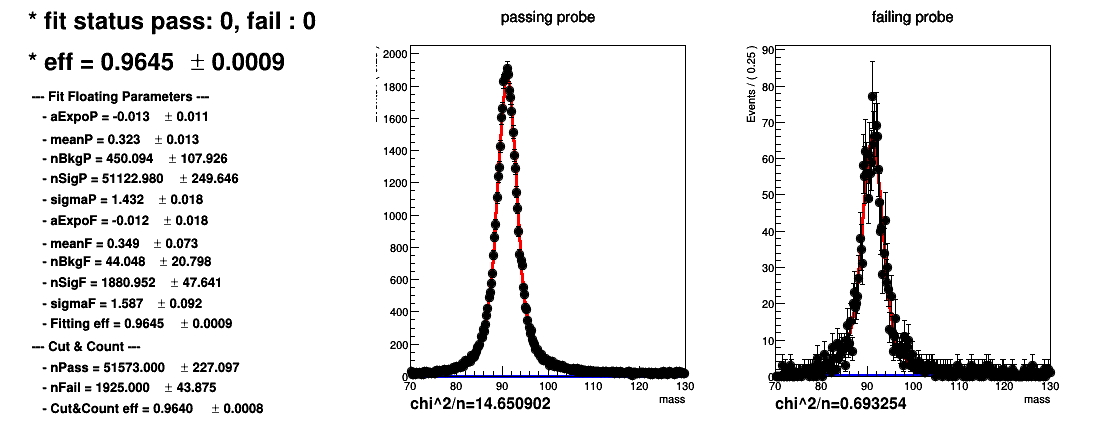 * fit status pass: 0, fail : 0
* eff = 0.9645 ± 0.0009
--- Fit Floating Parameters ---
- aExpoP = -0.013 ± 0.011
- meanP = 0.323 ± 0.013
- nBkgP = 450.094 ± 107.926
- nSigP = 51122.980 ± 249.646
- sigmaP = 1.432 ± 0.018
- aExpoF = -0.012 ± 0.018
- meanF = 0.349 ± 0.073
- nBkgF = 44.048 ± 20.798
- nSigF = 1880.952 ± 47.641
- sigmaF = 1.587 ± 0.092
- Fitting eff = 0.9645 ± 0.0009
--- Cut & Count ---
- nPass = 51573.000 ± 227.097
- nFail = 1925.000 ± 43.875
- Cut&Count eff = 0.9640 ± 0.0008
passing probe
2000
1800
1600
1400
1200
1000
800
600
400
200
0
70 80 90 100 110 120 130
mass
chi^2/n=14.650902
failing probe
Events / ( 0.25 )
90
80
70
60
50
40
30
20
10
0
70 80 90 100 110 120 130
mass
chi^2/n=0.693254